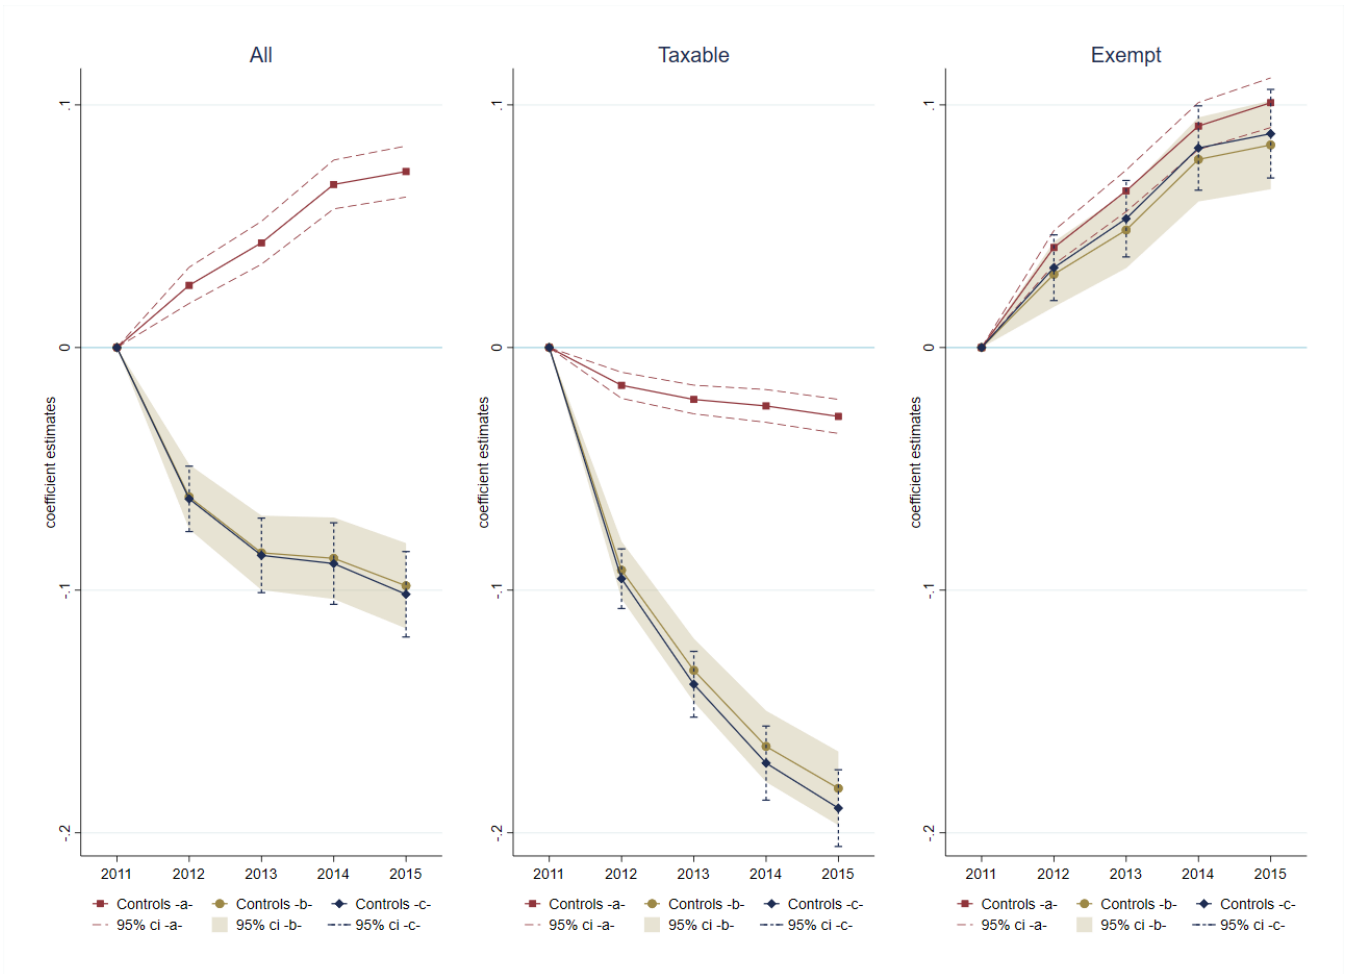 All
Taxable
Exempt
coefficient estimates
.1
0
-.1
-.2
2011 2012 2013 2014 2015
Controls -a- Controls -b- Controls -c-
95% ci -a- 95% ci -b- 95% ci -c-
coefficient estimates
.1
0
-.1
-.2
2011 2012 2013 2014 2015
Controls -a- Controls -b- Controls -c-
95% ci -a- 95% ci -b- 95% ci -c-
coefficient estimates
.1
0
-.1
-.2
2011 2012 2013 2014 2015
Controls -a- Controls -b- Controls -c-
95% ci -a- 95% ci -b- 95% ci -c-